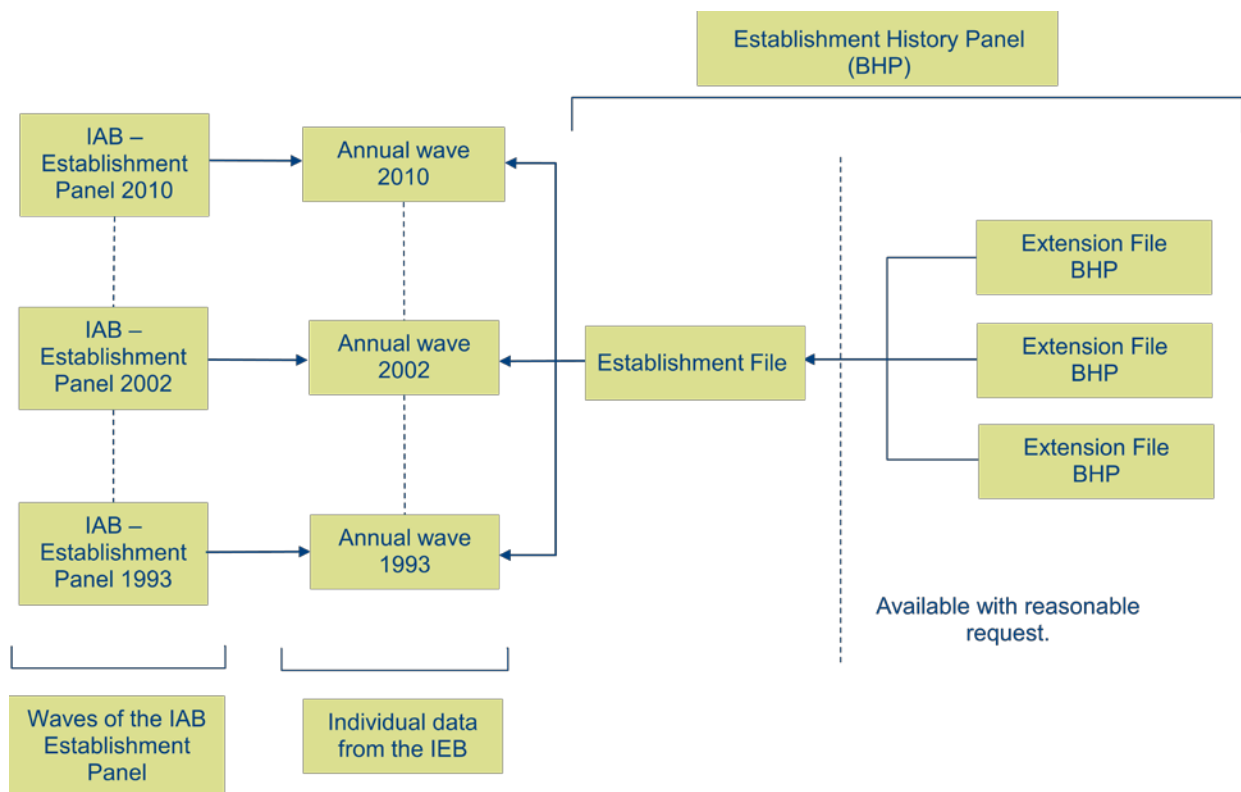 Establishment History Panel
(BHP)
IAB –
Establishment
Panel 2010
Annual wave
2010
Extension File
BHP
IAB –
Establishment
Panel 2002
Annual wave
2002
Establishment File
Extension File
BHP
Extension File
BHP
IAB –
Establishment
Panel 1993
Annual wave
1993
Available with reasonable
request.
Waves of the IAB
Establishment
Panel
Individual data
from the IEB